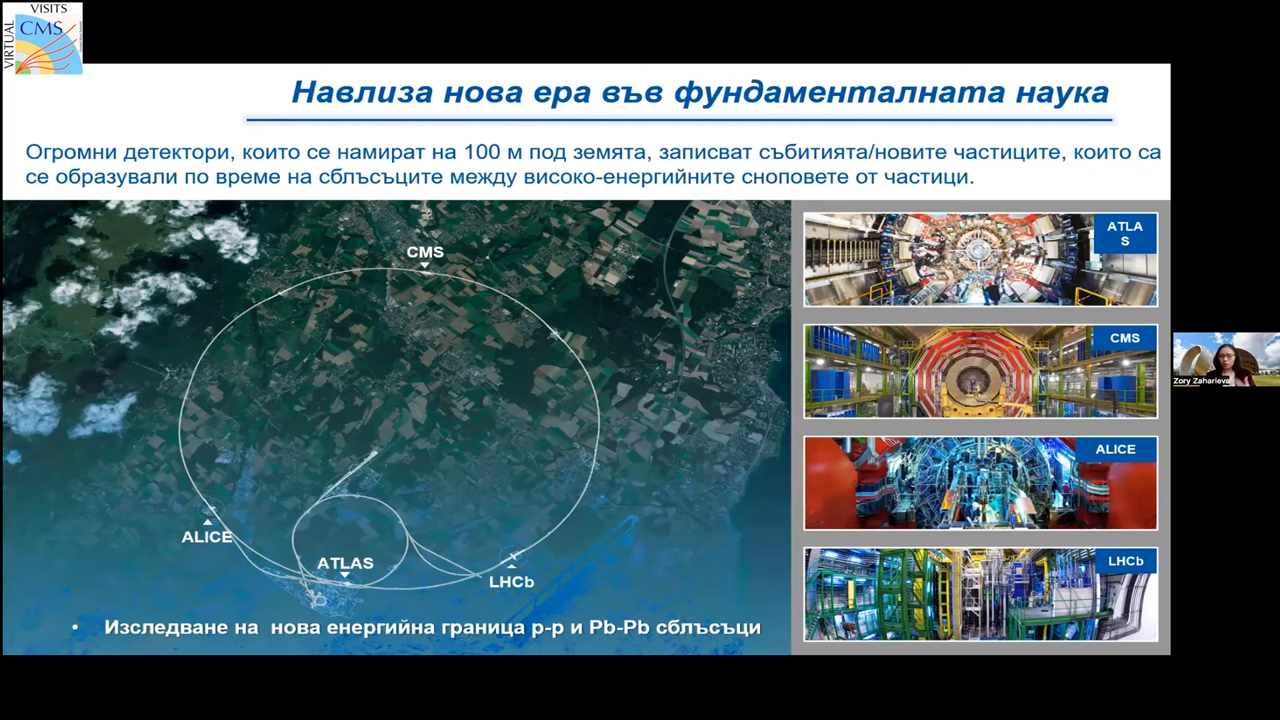 VISITS
CMS
VIRTUAL
Навлиза нова ера във фундаменталната наука
Огромни детектори, които се намират на 100 м под земята, записват събитията/новите частиците, които са
се образували по време на сблъсъците между високо-енергийните снопове от частици.
CMS
ALICE
ATLAS
LHCb
• Изследване на нова енергийна граница p-p и Pb-Pb сблъсъци
ATLA
S
CMS
ALICE
LHCb
Zory Zaharieva